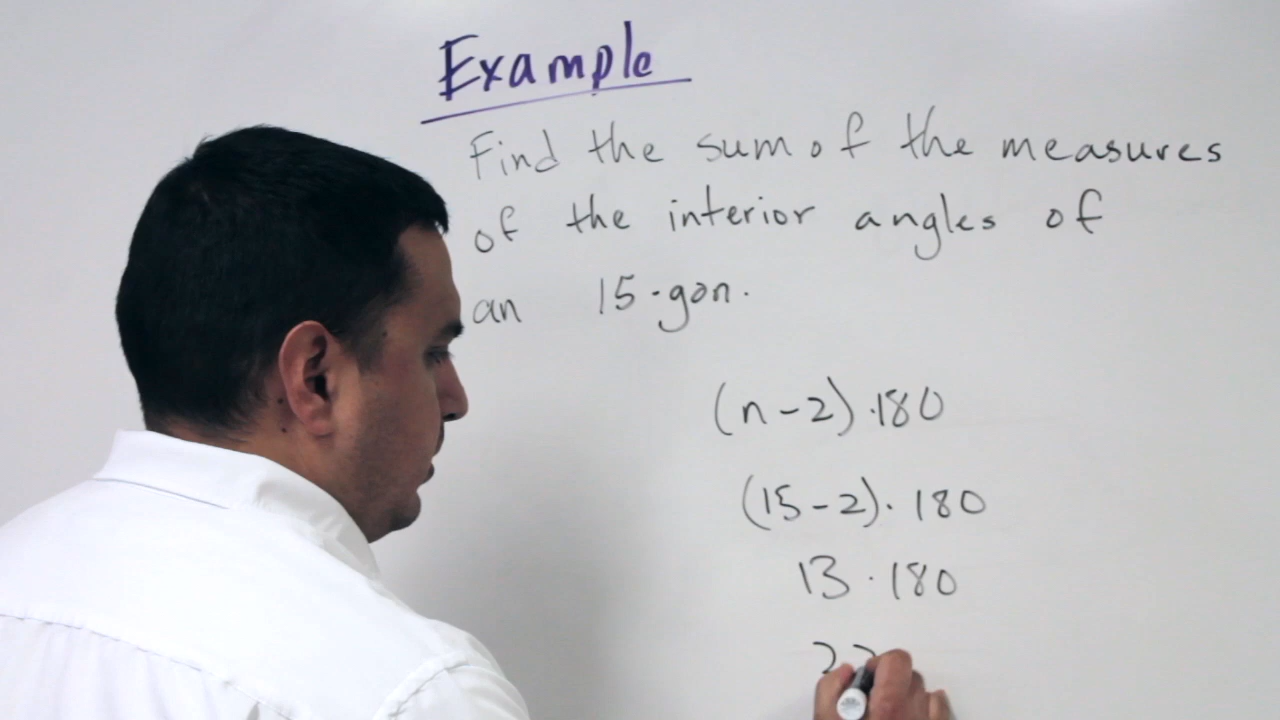 Example
Find the sum of the measures
of the interior angles of
an 15-gon.
(n-2)·180
(15-2)·180
13·180